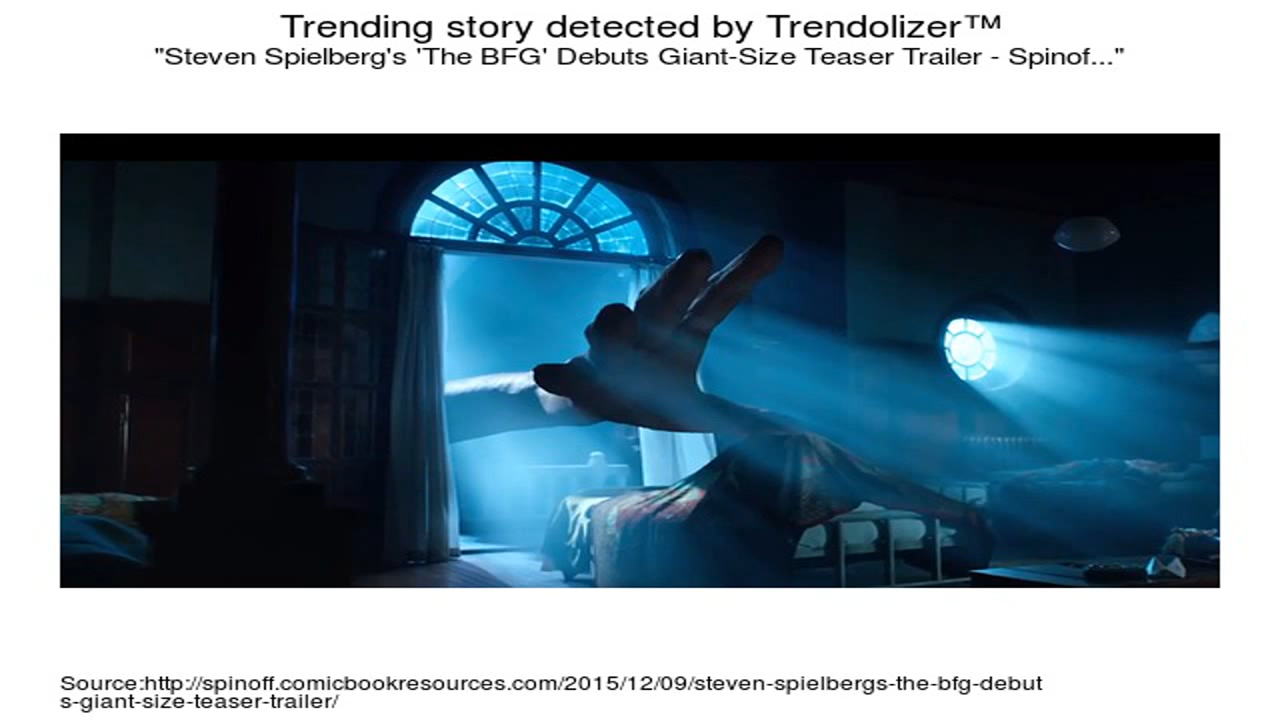 Trending story detected by Trendolizer™
"Steven Spielberg's 'The BFG' Debuts Giant-Size Teaser Trailer - Spinof..."
Source:http://spinoff.comicbookresources.com/2015/12/09/steven-spielbergs-the-bfg-debut
s-giant-size-teaser-trailer/